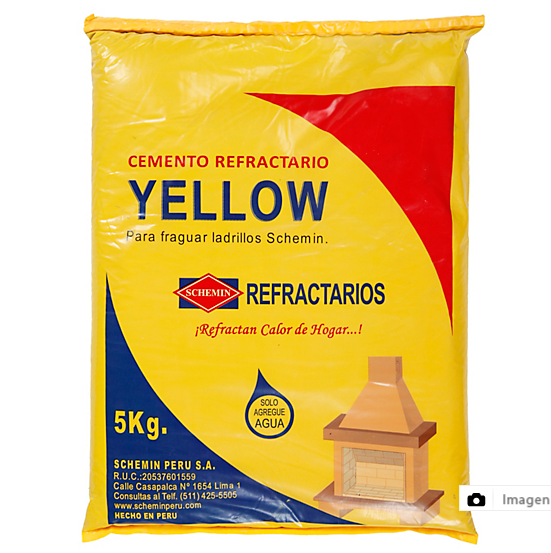 CEMENTO REFRACTARIO
YELLOW
Para fraguar ladrillos Schemin.
SCHEMIN
REFRACTARIOS
¡Refractan Calor de Hogar...!
SOLO
AGREGUE
AGUA
5Kg.
SCHEMIN PERU S.A.
R.U.C.:20537601559
Calle Casapalca N° 1654 Lima 1
Consultas al Telf. (511) 425-5505
www.scheminperu.com
HECHO EN PERU
Imagen